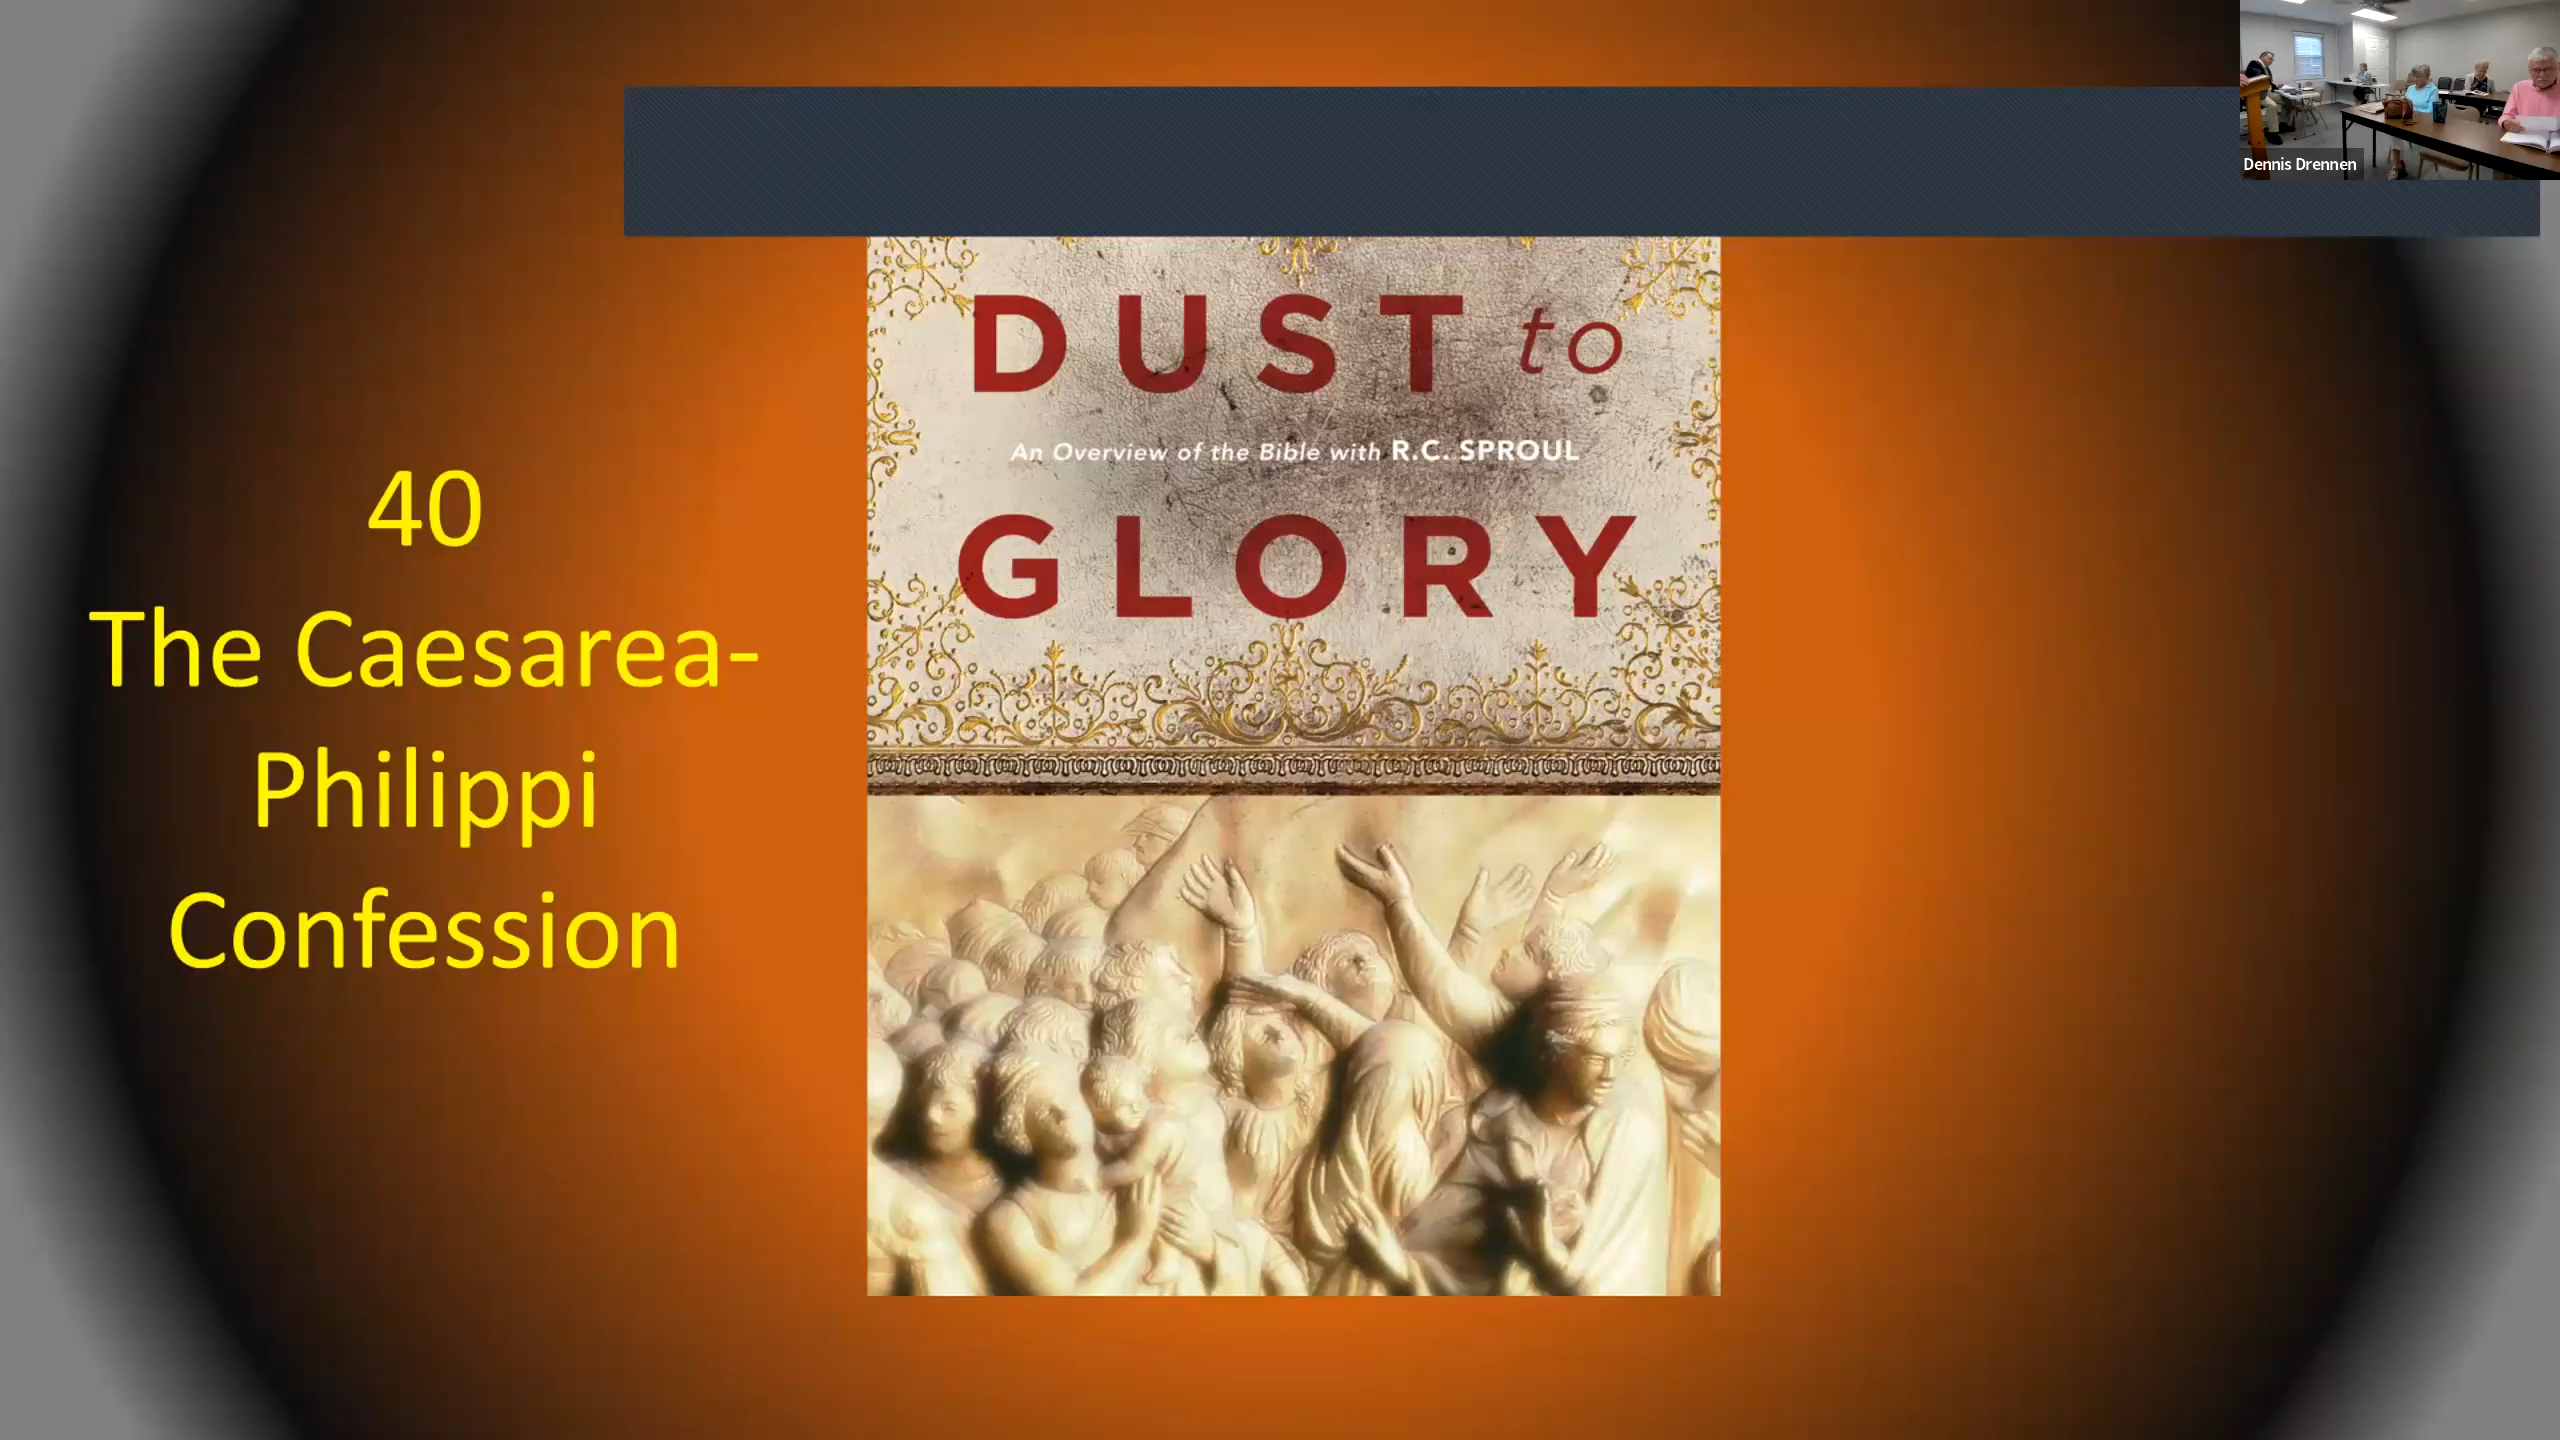 40
The Caesarea-
Philippi
Confession
DUST to
An Overview of the Bible with R.C. SPROUL
GLORY
Dennis Drennen